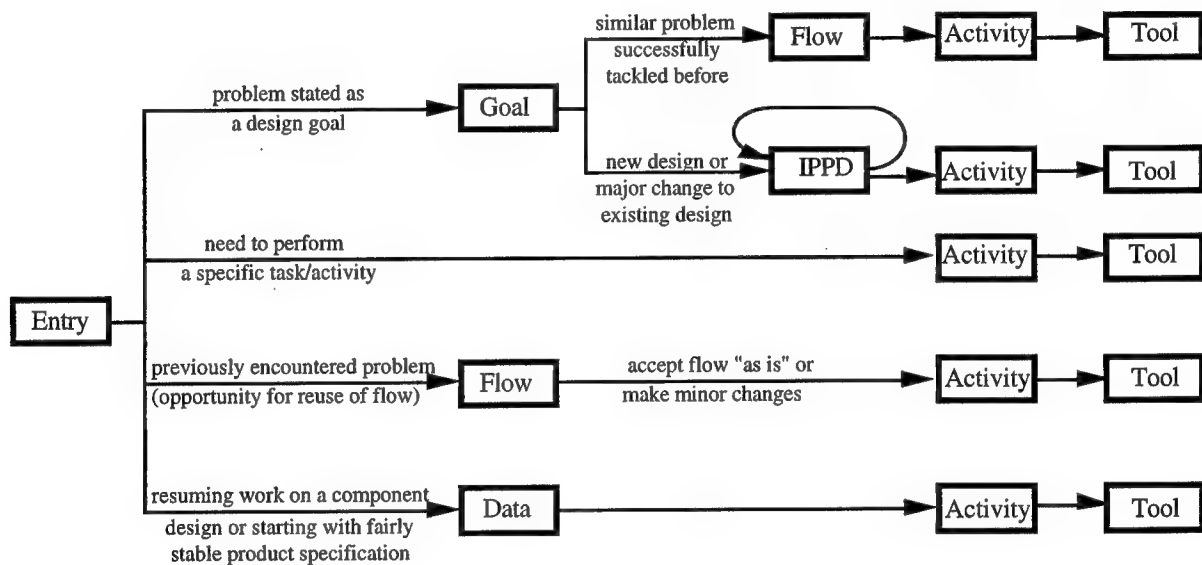 similar problem
successfully
tackled before
Flow
Activity
Tool
problem stated as
a design goal
Goal
new design or
major change to
existing design
IPPD
Activity
Tool
need to perform
a specific task/activity
Activity
Tool
Entry
previously encountered problem
(opportunity for reuse of flow)
Flow
accept flow "as is" or
make minor changes
Activity
Tool
resuming work on a component
design or starting with fairly
stable product specification
Data
Activity
Tool